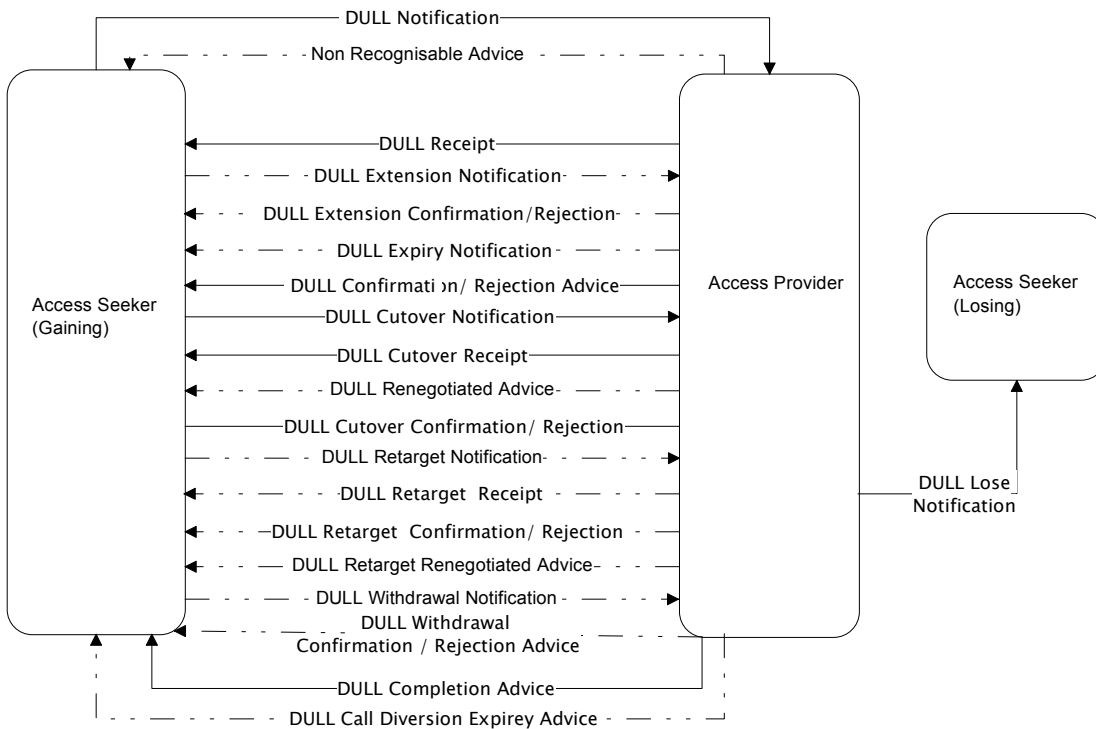 DULL Notification
Non Recognisable Advice
DULL Receipt
DULL Extension Notification
DULL Extension Confirmation/Rejection
DULL Expiry Notification
DULL Confirmation/ Rejection Advice
Access Seeker
(Gaining)
Access Provider
Access Seeker
(Losing)
DULL Cutover Notification
DULL Cutover Receipt
DULL Renegotiated Advice
DULL Cutover Confirmation/ Rejection
DULL Retarget Notification
DULL Retarget Receipt
DULL Lose
Notification
DULL Retarget Confirmation/ Rejection
DULL Retarget Renegotiated Advice
DULL Withdrawal Notification
DULL Withdrawal
Confirmation / Rejection Advice
DULL Completion Advice
DULL Call Diversion Expirey Advice